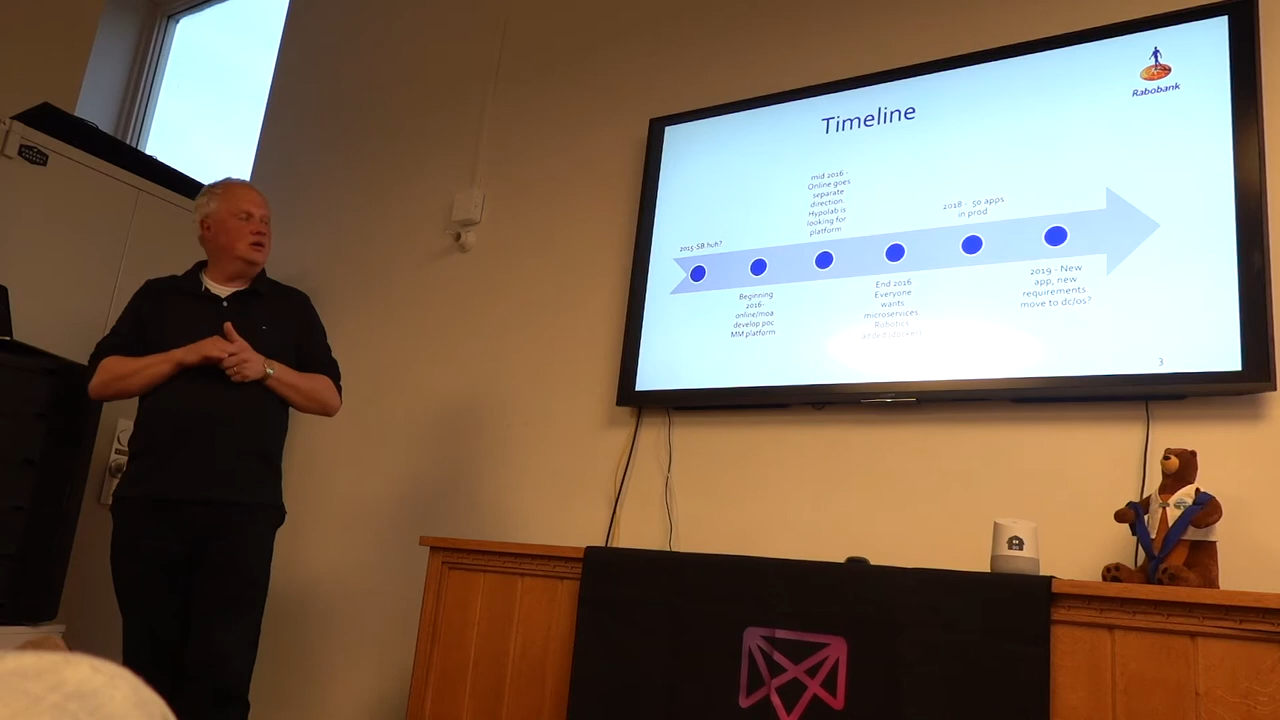 Rabobank
Timeline
mid 2016 -
Online goes
separate
direction.
Hypolab is
looking for
platform
2018 - 50 apps
in prod
2015-SB huh?
Beginning
2016-
online/moa
develop poc
MM platform
End 2016
Everyone
wants
microservices
Robotics
added (docker)
2019 - New
app, new
requirements
move to dc/os?
3